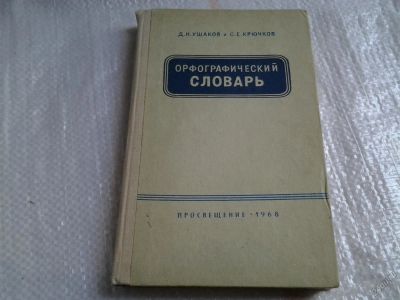 Д.Н.УШАКОВ и С.Е.КРЮЧКОВ
ОРФОГРАФИЧЕСКИЙ
СЛОВАРЬ
ПРОСВЕЩЕНИЕ · 1968